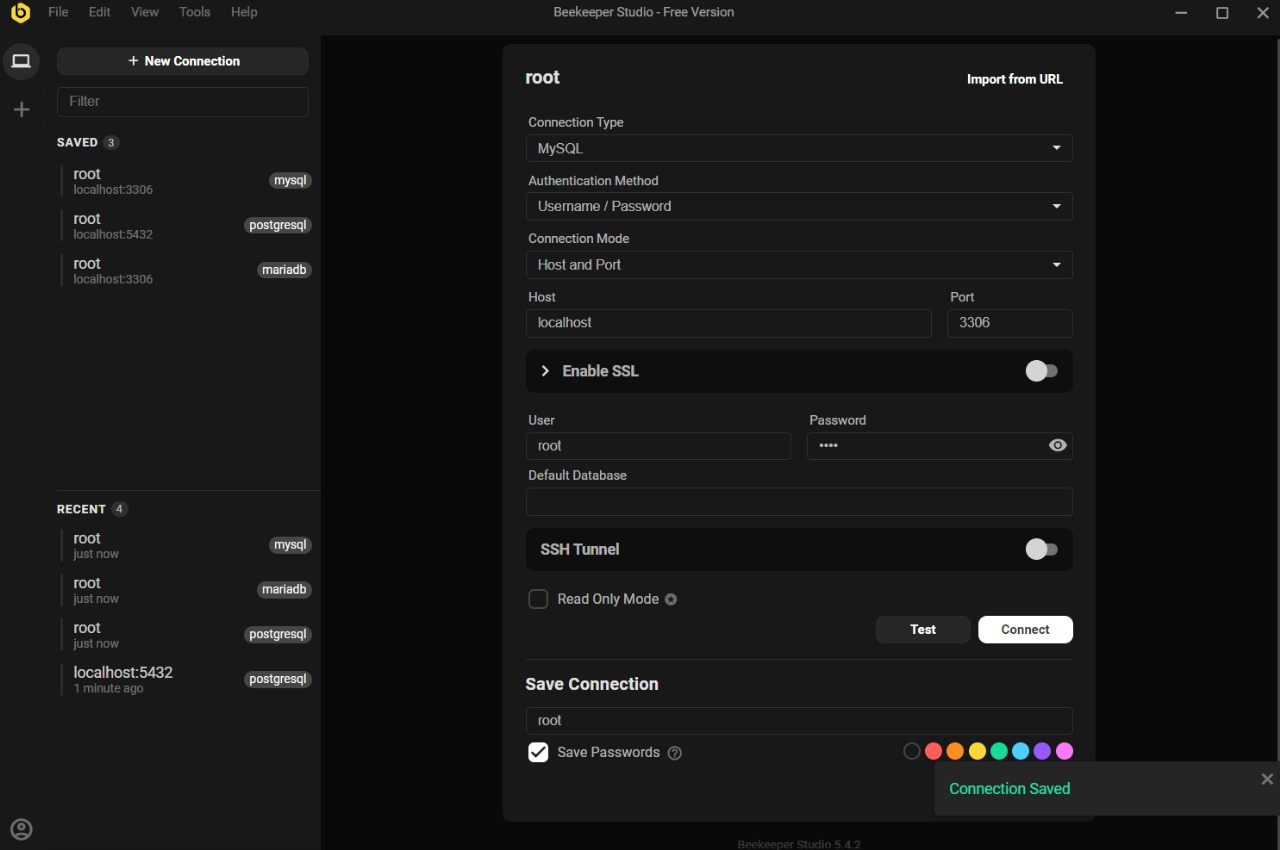 File Edit View Tools Help
Beekeeper Studio - Free Version
+ New Connection
Filter
SAVED 3
root
localhost:3306
mysql
root
localhost:5432
postgresql
root
localhost:3306
mariadb
RECENT 4
root
just now
mysql
root
just now
mariadb
root
just now
postgresql
localhost:5432
1 minute ago
postgresql
root
Import from URL
Connection Type
MySQL
Authentication Method
Username / Password
Connection Mode
Host and Port
Host
Port
localhost
3306
Enable SSL
User
Password
root
••••
Default Database
SSH Tunnel
Read Only Mode
Test
Connect
Save Connection
root
Save Passwords
Connection Saved
Beekeeper Studio 5.4.2